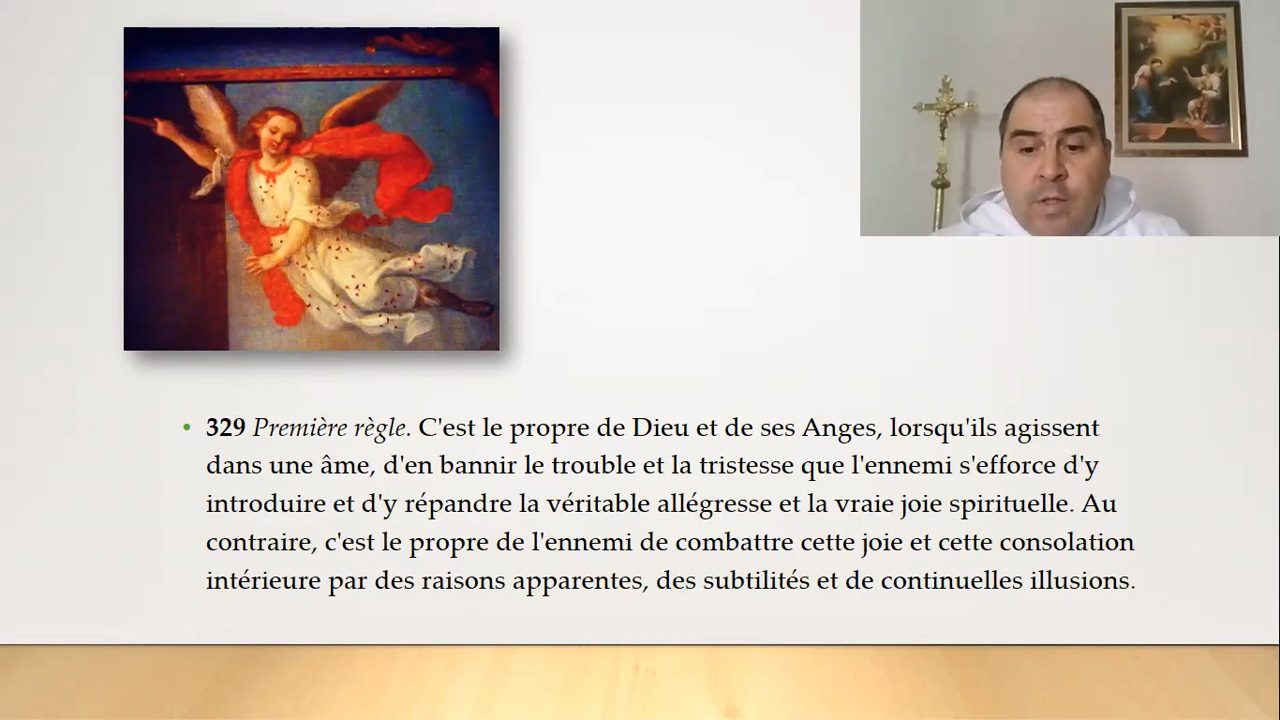 • 329 Première règle. C'est le propre de Dieu et de ses Anges, lorsqu'ils agissent
dans une âme, d'en bannir le trouble et la tristesse que l'ennemi s'efforce d'y
introduire et d'y répandre la véritable allégresse et la vraie joie spirituelle. Au
contraire, c'est le propre de l'ennemi de combattre cette joie et cette consolation
intérieure par des raisons apparentes, des subtilités et de continuelles illusions.